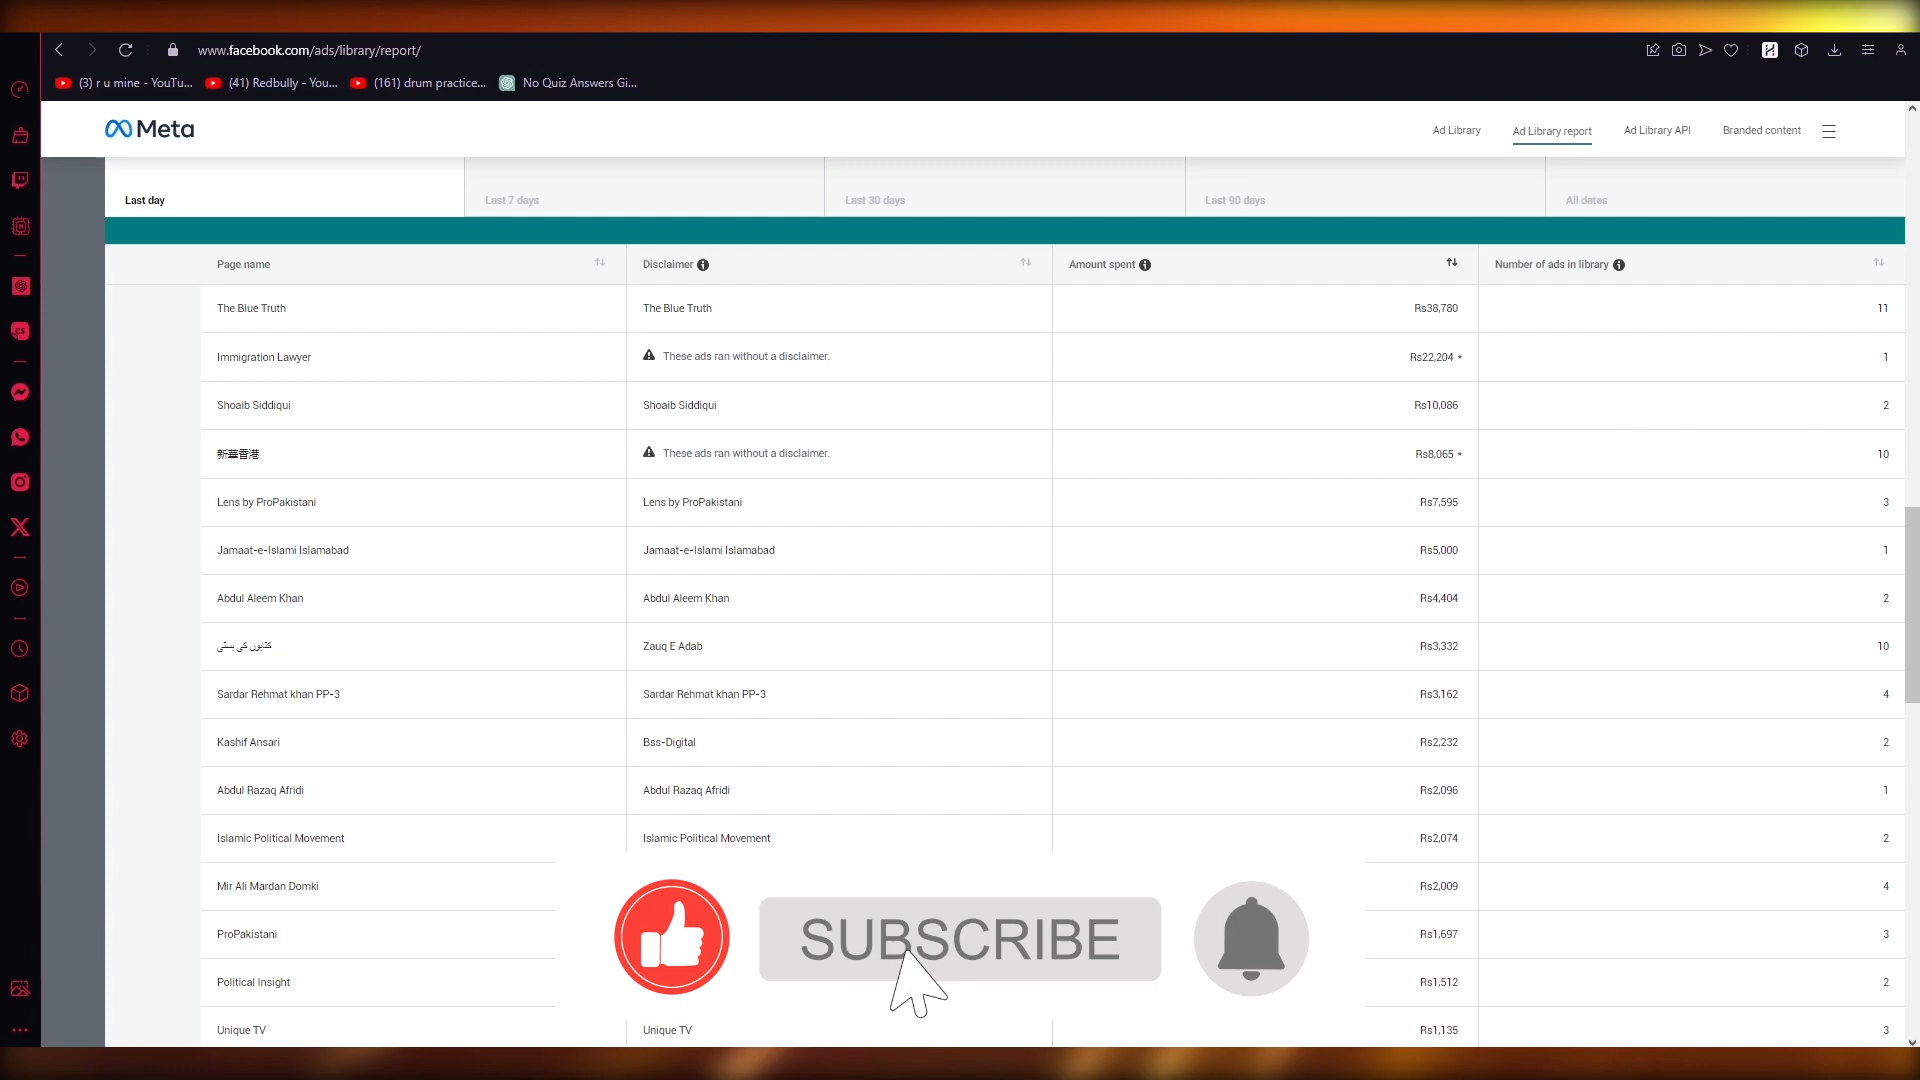 www.facebook.com/ads/library/report/
(3) r u mine - YouTu...
(41) Redbully - You...
(161) drum practice...
No Quiz Answers Gi...
Meta
Ad Library
Ad Library report
Ad Library API
Branded content
Last day
Last 7 days
Last 30 days
Last 90 days
All dates
Page name
Disclaimer
Amount spent
Number of ads in library
The Blue Truth The Blue Truth Rs38,780 11
Immigration Lawyer These ads ran without a disclaimer. Rs22,204 * 1
Shoaib Siddiqui Shoaib Siddiqui Rs10,086 2
新華香港 These ads ran without a disclaimer. Rs8,065 * 10
Lens by ProPakistani Lens by ProPakistani Rs7,595 3
Jamaat-e-Islami Islamabad Jamaat-e-Islami Islamabad Rs5,000 1
Abdul Aleem Khan Abdul Aleem Khan Rs4,404 2
کتابوں کی بستی Zauq E Adab Rs3,332 10
Sardar Rehmat khan PP-3 Sardar Rehmat khan PP-3 Rs3,162 4
Kashif Ansari Bss-Digital Rs2,232 2
Abdul Razaq Afridi Abdul Razaq Afridi Rs2,096 1
Islamic Political Movement Islamic Political Movement Rs2,074 2
Mir Ali Mardan Domki Rs2,009 4
ProPakistani Rs1,697 3
Political Insight Rs1,512 2
Unique TV Unique TV Rs1,135 3
SUBSCRIBE